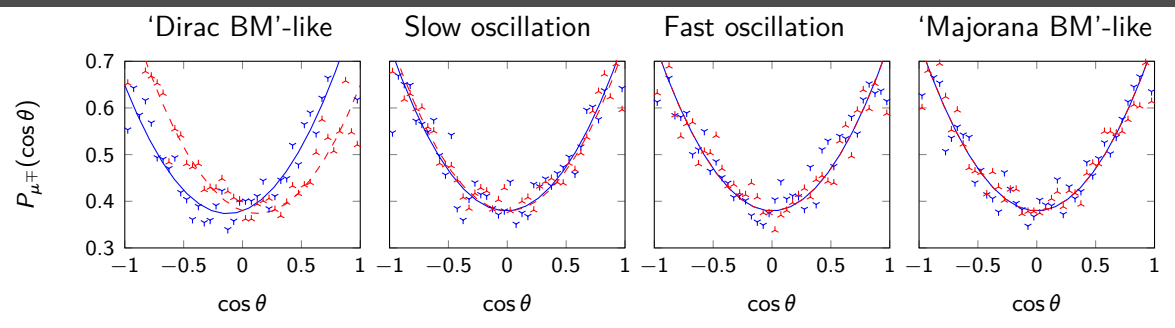 'Dirac BM'-like Slow oscillation Fast oscillation 'Majorana BM'-like
0.7
0.6
0.5
0.4
0.3
P_{μ^∓}(cos θ)
−1 −0.5 0 0.5 1 −1 −0.5 0 0.5 1 −1 −0.5 0 0.5 1 −1 −0.5 0 0.5 1
cos θ cos θ cos θ cos θ